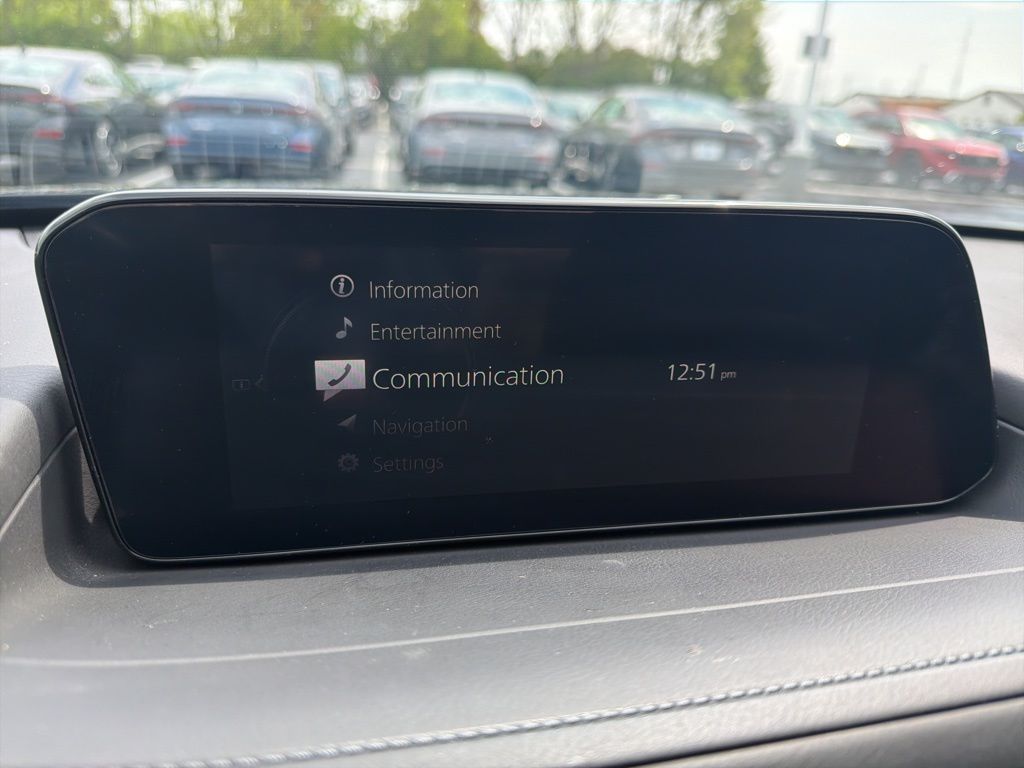 Information
Entertainment
Communication
12:51 pm
Navigation
Settings